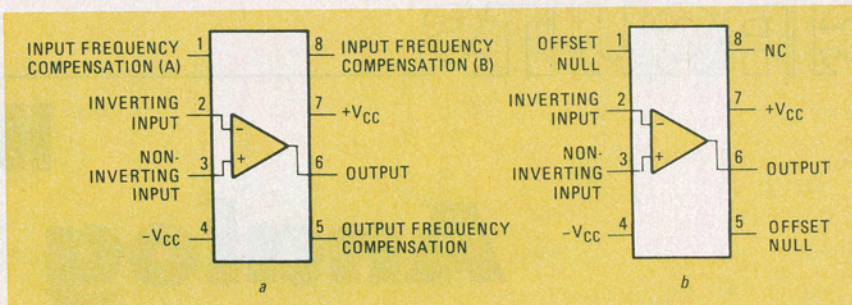 INPUT FREQUENCY
COMPENSATION (A)
1
8
INPUT FREQUENCY
COMPENSATION (B)
INVERTING
INPUT
2
7
+VCC
NON-
INVERTING
INPUT
3
6
OUTPUT
-VCC
4
5
OUTPUT FREQUENCY
COMPENSATION
-
+
a
OFFSET
NULL
1
8
NC
INVERTING
INPUT
2
7
+VCC
NON-
INVERTING
INPUT
3
6
OUTPUT
-VCC
4
5
OFFSET
NULL
-
+
b